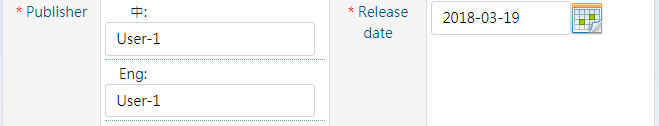 * Publisher
中:
User-1
Eng:
User-1
* Release
date
2018-03-19